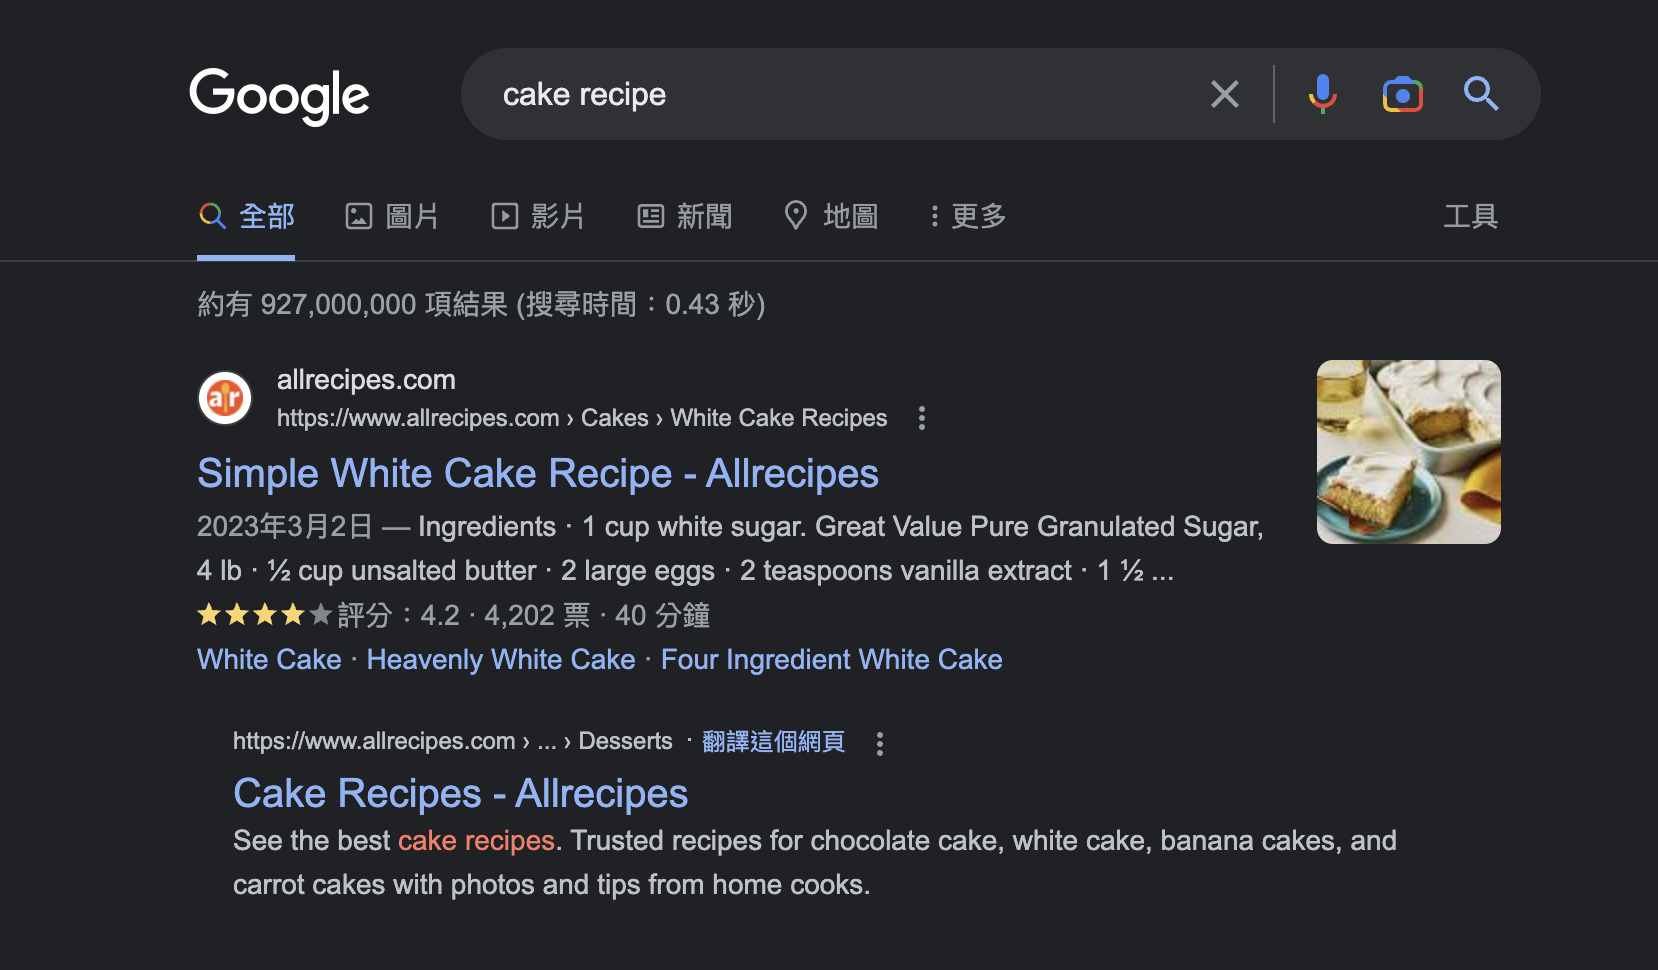 Google
cake recipe
全部 圖片 影片 新聞 地圖 更多 工具
約有 927,000,000 項結果 (搜尋時間：0.43 秒)
ar
allrecipes.com
https://www.allrecipes.com › Cakes › White Cake Recipes
Simple White Cake Recipe - Allrecipes
2023年3月2日 — Ingredients · 1 cup white sugar. Great Value Pure Granulated Sugar,
4 lb · ½ cup unsalted butter · 2 large eggs · 2 teaspoons vanilla extract · 1 ½ ...
評分：4.2 · 4,202 票 · 40 分鐘
White Cake · Heavenly White Cake · Four Ingredient White Cake
https://www.allrecipes.com › ... › Desserts · 翻譯這個網頁
Cake Recipes - Allrecipes
See the best cake recipes. Trusted recipes for chocolate cake, white cake, banana cakes, and
carrot cakes with photos and tips from home cooks.